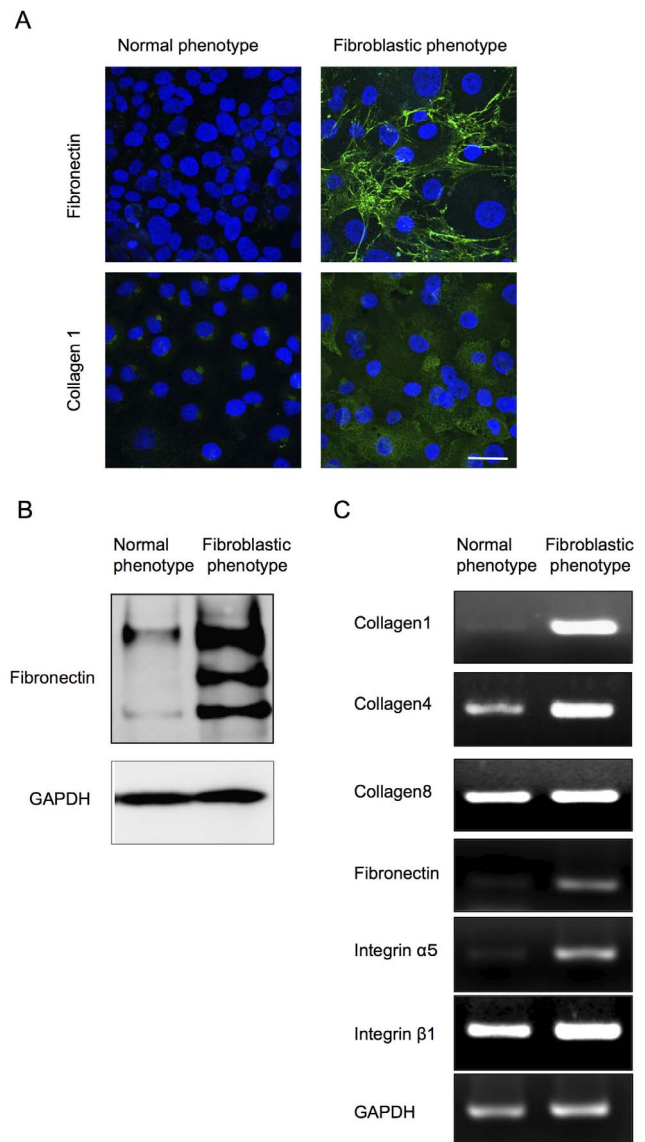 A
Normal phenotype Fibroblastic phenotype
Fibronectin
Collagen 1
B
Normal phenotype
Fibroblastic phenotype
Fibronectin
GAPDH
C
Normal phenotype
Fibroblastic phenotype
Collagen1
Collagen4
Collagen8
Fibronectin
Integrin α5
Integrin β1
GAPDH